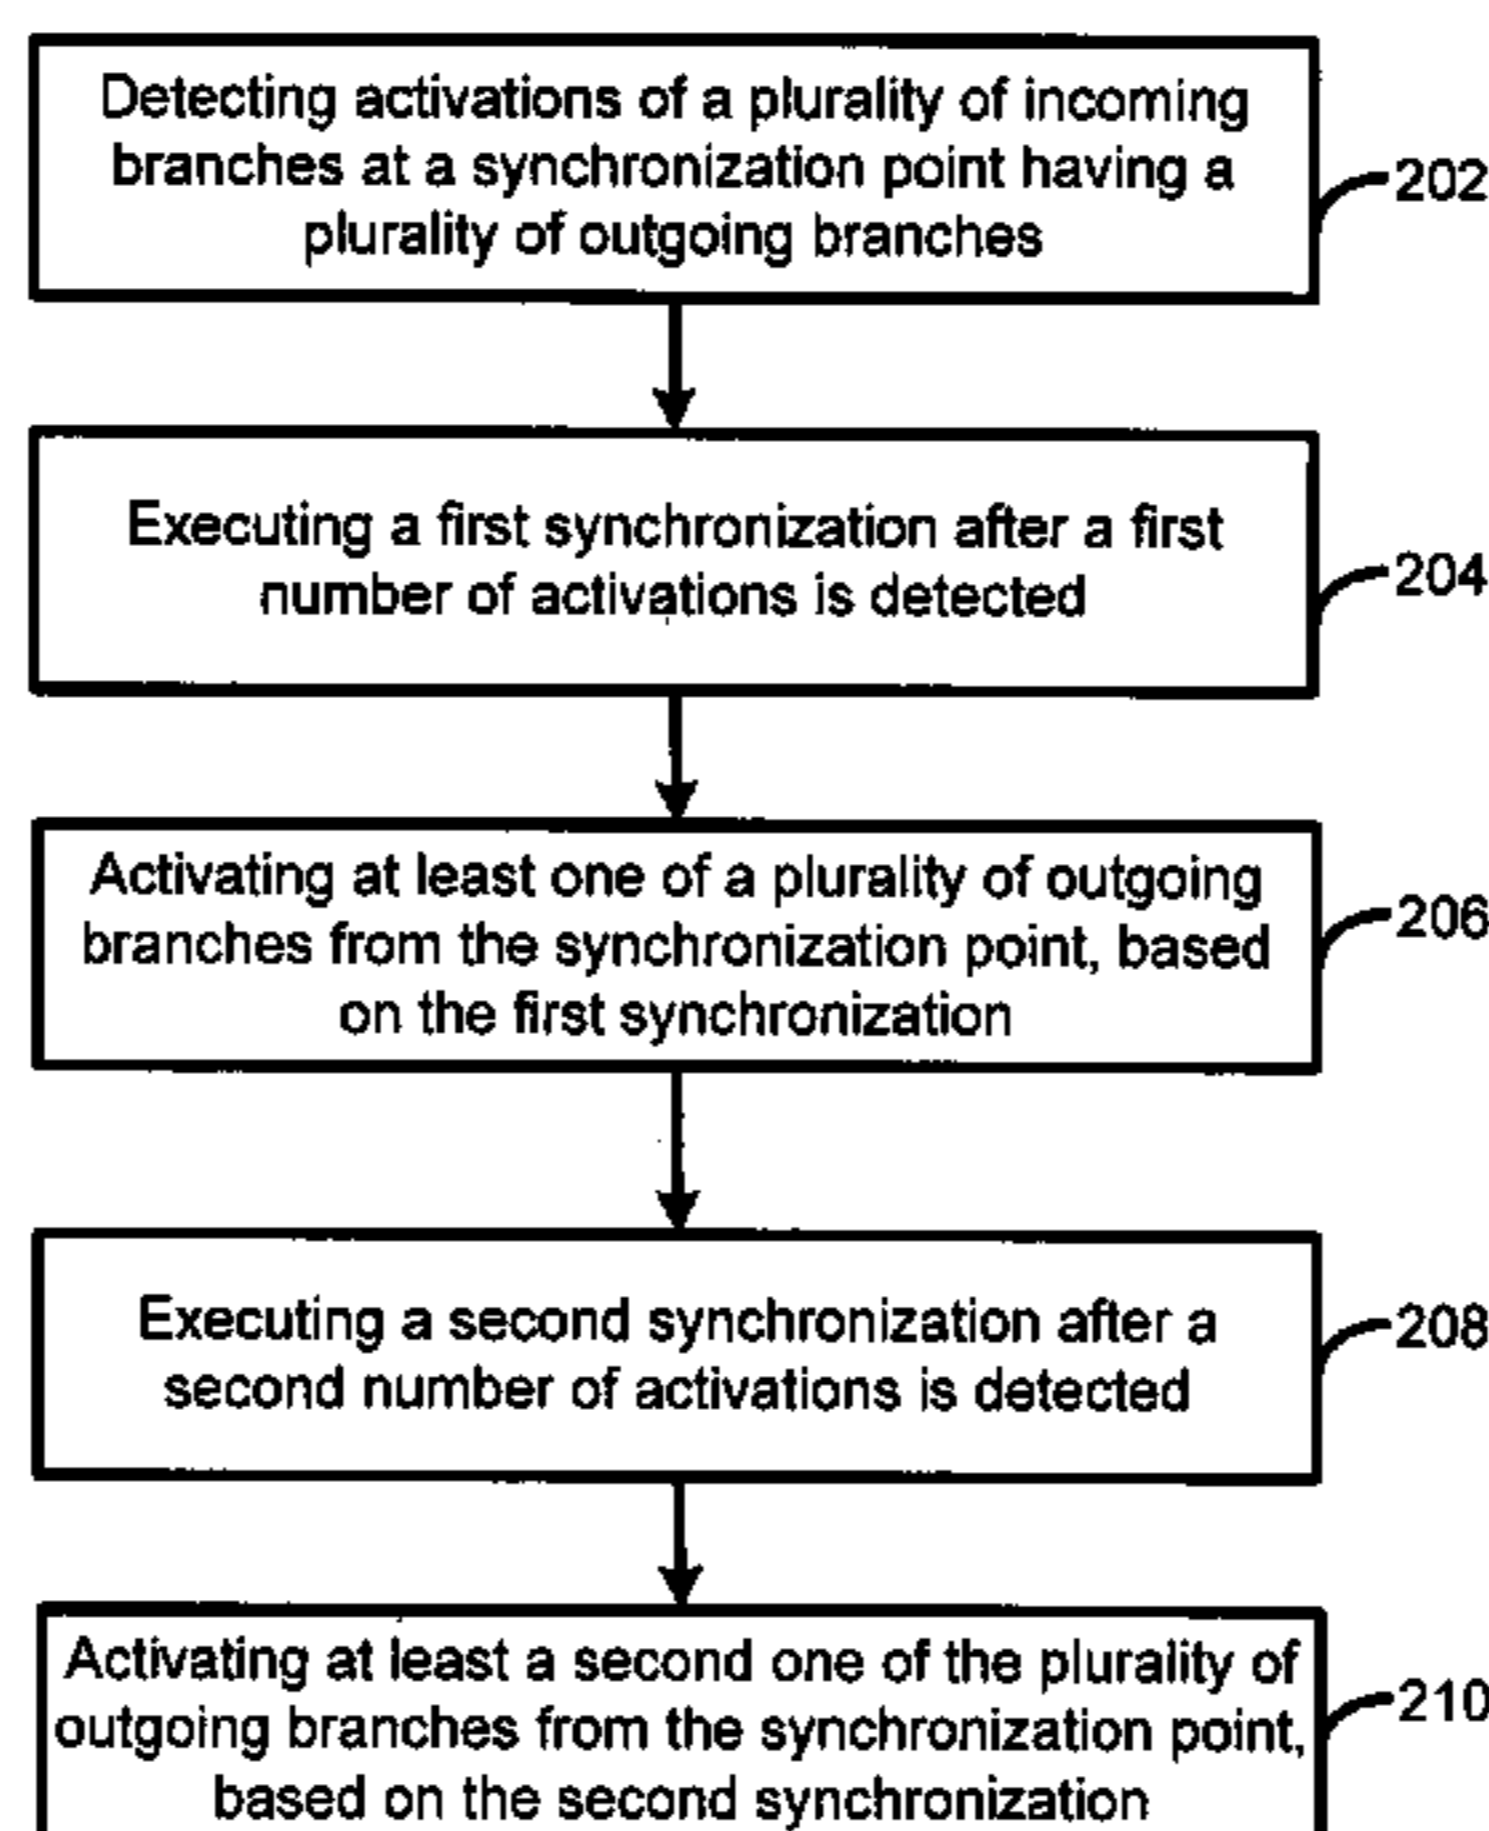 Detecting activations of a plurality of incoming
branches at a synchronization point having a
plurality of outgoing branches
202
Executing a first synchronization after a first
number of activations is detected
204
Activating at least one of a plurality of outgoing
branches from the synchronization point, based
on the first synchronization
206
Executing a second synchronization after a
second number of activations is detected
208
Activating at least a second one of the plurality of
outgoing branches from the synchronization point,
based on the second synchronization
210